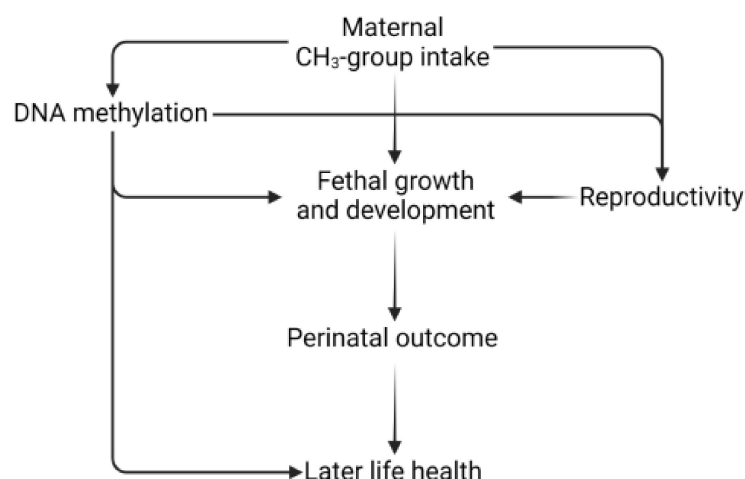 Maternal
CH₃-group intake
DNA methylation
Fethal growth
and development
Reproductivity
Perinatal outcome
Later life health